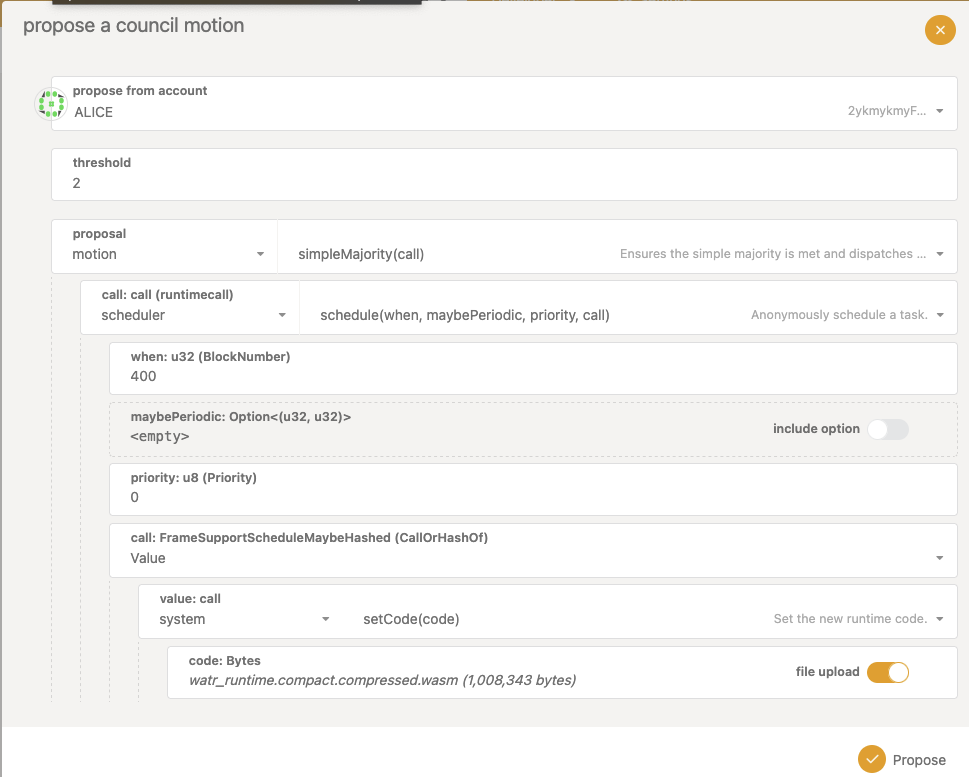 propose a council motion
propose from account
ALICE 2ykmykmyF...
threshold
2
proposal
motion simpleMajority(call) Ensures the simple majority is met and dispatches ...
call: call (runtimecall)
scheduler schedule(when, maybePeriodic, priority, call) Anonymously schedule a task.
when: u32 (BlockNumber)
400
maybePeriodic: Option<(u32, u32)>
<empty> include option
priority: u8 (Priority)
0
call: FrameSupportScheduleMaybeHashed (CallOrHashOf)
Value
value: call
system setCode(code) Set the new runtime code.
code: Bytes
watr_runtime.compact.compressed.wasm (1,008,343 bytes) file upload
Propose